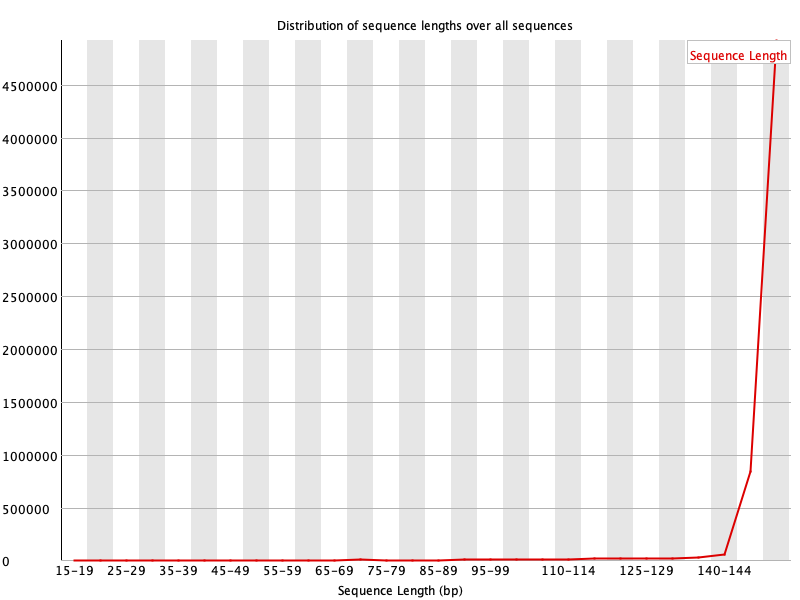 Distribution of sequence lengths over all sequences
Sequence Length
4500000
4000000
3500000
3000000
2500000
2000000
1500000
1000000
500000
0
15-19 25-29 35-39 45-49 55-59 65-69 75-79 85-89 95-99 110-114 125-129 140-144
Sequence Length (bp)